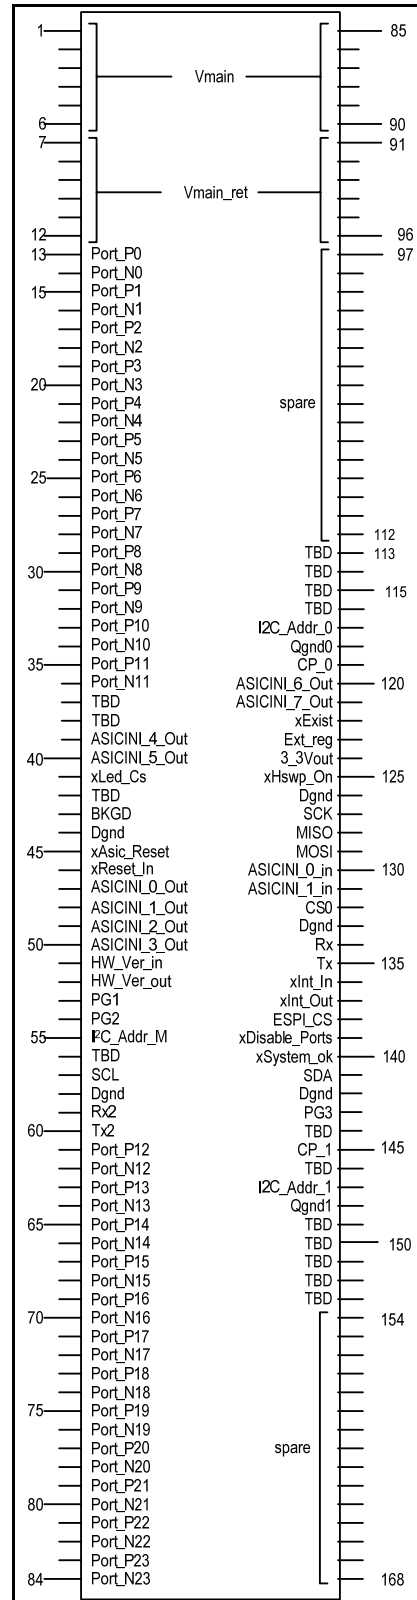 1 85
Vmain
6 90
7 91
Vmain_ret
12 96
13 Port_P0 97
Port_N0
15 Port_P1
Port_N1
Port_P2
Port_N2
Port_P3
20 Port_N3
Port_P4 spare
Port_N4
Port_P5
Port_N5
25 Port_P6
Port_N6
Port_P7
Port_N7 112
Port_P8 TBD 113
30 Port_N8 TBD
Port_P9 TBD 115
Port_N9 TBD
Port_P10 I2C_Addr_0
Port_N10 Qgnd0
35 Port_P11 CP_0
Port_N11 ASICINI_6_Out 120
TBD ASICINI_7_Out
TBD xExist
ASICINI_4_Out Ext_reg
40 ASICINI_5_Out 3_3Vout
xLed_Cs xHswp_On 125
TBD Dgnd
BKGD SCK
Dgnd MISO
45 xAsic_Reset MOSI
xReset_In ASICINI_0_in 130
ASICINI_0_Out ASICINI_1_in
ASICINI_1_Out CS0
ASICINI_2_Out Dgnd
50 ASICINI_3_Out Rx
HW_Ver_in Tx 135
HW_Ver_out xInt_In
PG1 xInt_Out
PG2 ESPI_CS
55 I²C_Addr_M xDisable_Ports
TBD xSystem_ok 140
SCL SDA
Dgnd Dgnd
Rx2 PG3
60 Tx2 TBD
Port_P12 CP_1 145
Port_N12 TBD
Port_P13 I2C_Addr_1
Port_N13 Qgnd1
65 Port_P14 TBD
Port_N14 TBD 150
Port_P15 TBD
Port_N15 TBD
Port_P16 TBD
70 Port_N16 154
Port_P17
Port_N17
Port_P18
Port_N18
75 Port_P19
Port_N19
Port_P20 spare
Port_N20
Port_P21
80 Port_N21
Port_P22
Port_N22
Port_P23
84 Port_N23 168